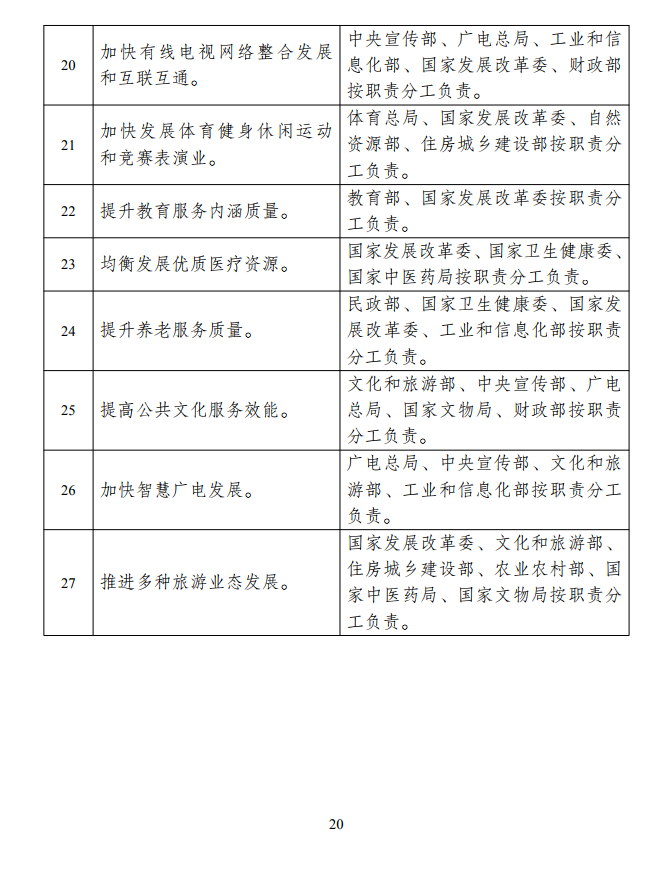 20
加快有线电视网络整合发展
和互联互通。
中央宣传部、广电总局、工业和信
息化部、国家发展改革委、财政部
按职责分工负责。
21
加快发展体育健身休闲运动
和竞赛表演业。
体育总局、国家发展改革委、自然
资源部、住房城乡建设部按职责分
工负责。
22
提升教育服务内涵质量。
教育部、国家发展改革委按职责分
工负责。
23
均衡发展优质医疗资源。
国家发展改革委、国家卫生健康委、
国家中医药局按职责分工负责。
24
提升养老服务质量。
民政部、国家卫生健康委、国家发
展改革委、工业和信息化部按职责
分工负责。
25
提高公共文化服务效能。
文化和旅游部、中央宣传部、广电
总局、国家文物局、财政部按职责
分工负责。
26
加快智慧广电发展。
广电总局、中央宣传部、文化和旅
游部、工业和信息化部按职责分工
负责。
27
推进多种旅游业态发展。
国家发展改革委、文化和旅游部、
住房城乡建设部、农业农村部、国
家中医药局、国家文物局按职责分
工负责。
20